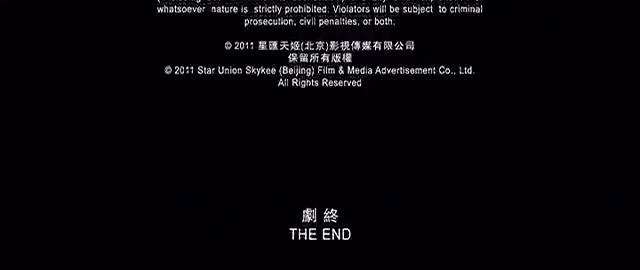 whatsoever nature is strictly prohibited. Violators will be subject to criminal
prosecution, civil penalties, or both.
© 2011 星匯天姬(北京)影視傳媒有限公司
保留所有版權
© 2011 Star Union Skykee (Beijing) Film & Media Advertisement Co., Ltd.
All Rights Reserved
劇終
THE END